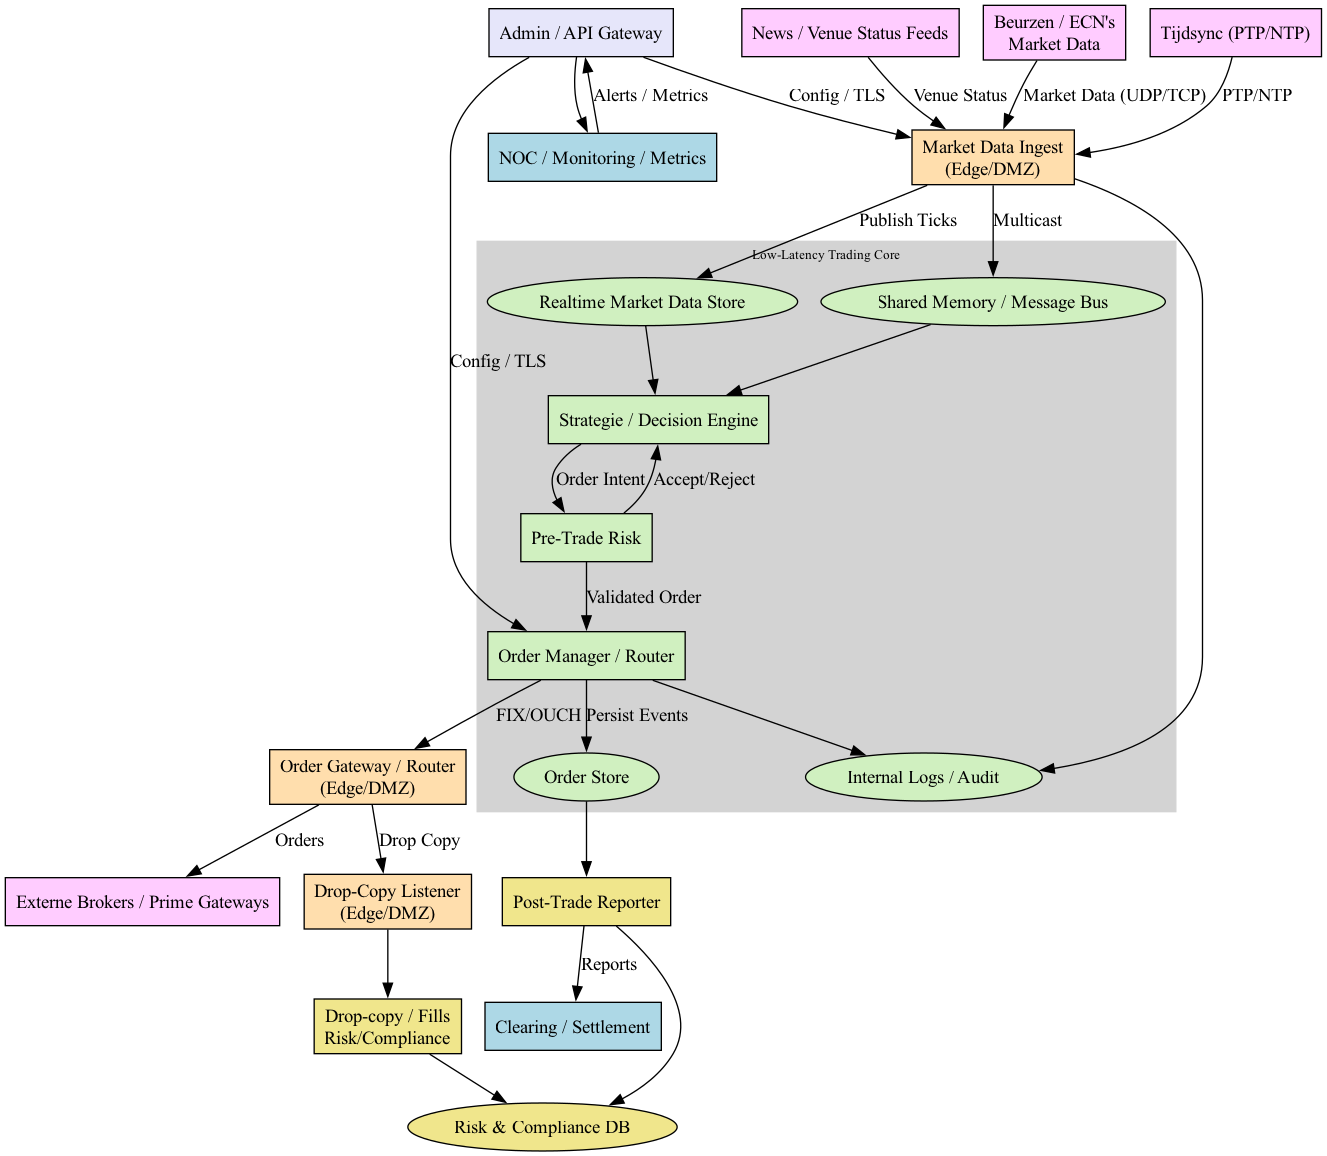 Admin / API Gateway
News / Venue Status Feeds
Beurzen / ECN's
Market Data
Tijdsync (PTP/NTP)
Alerts / Metrics
Config / TLS
Venue Status
Market Data (UDP/TCP)
PTP/NTP
NOC / Monitoring / Metrics
Market Data Ingest
(Edge/DMZ)
Publish Ticks
Multicast
Low-Latency Trading Core
Realtime Market Data Store
Shared Memory / Message Bus
Config / TLS
Strategie / Decision Engine
Order Intent
Accept/Reject
Pre-Trade Risk
Validated Order
Order Manager / Router
FIX/OUCH
Persist Events
Order Gateway / Router
(Edge/DMZ)
Order Store
Internal Logs / Audit
Orders
Drop Copy
Externe Brokers / Prime Gateways
Drop-Copy Listener
(Edge/DMZ)
Post-Trade Reporter
Reports
Drop-copy / Fills
Risk/Compliance
Clearing / Settlement
Risk & Compliance DB